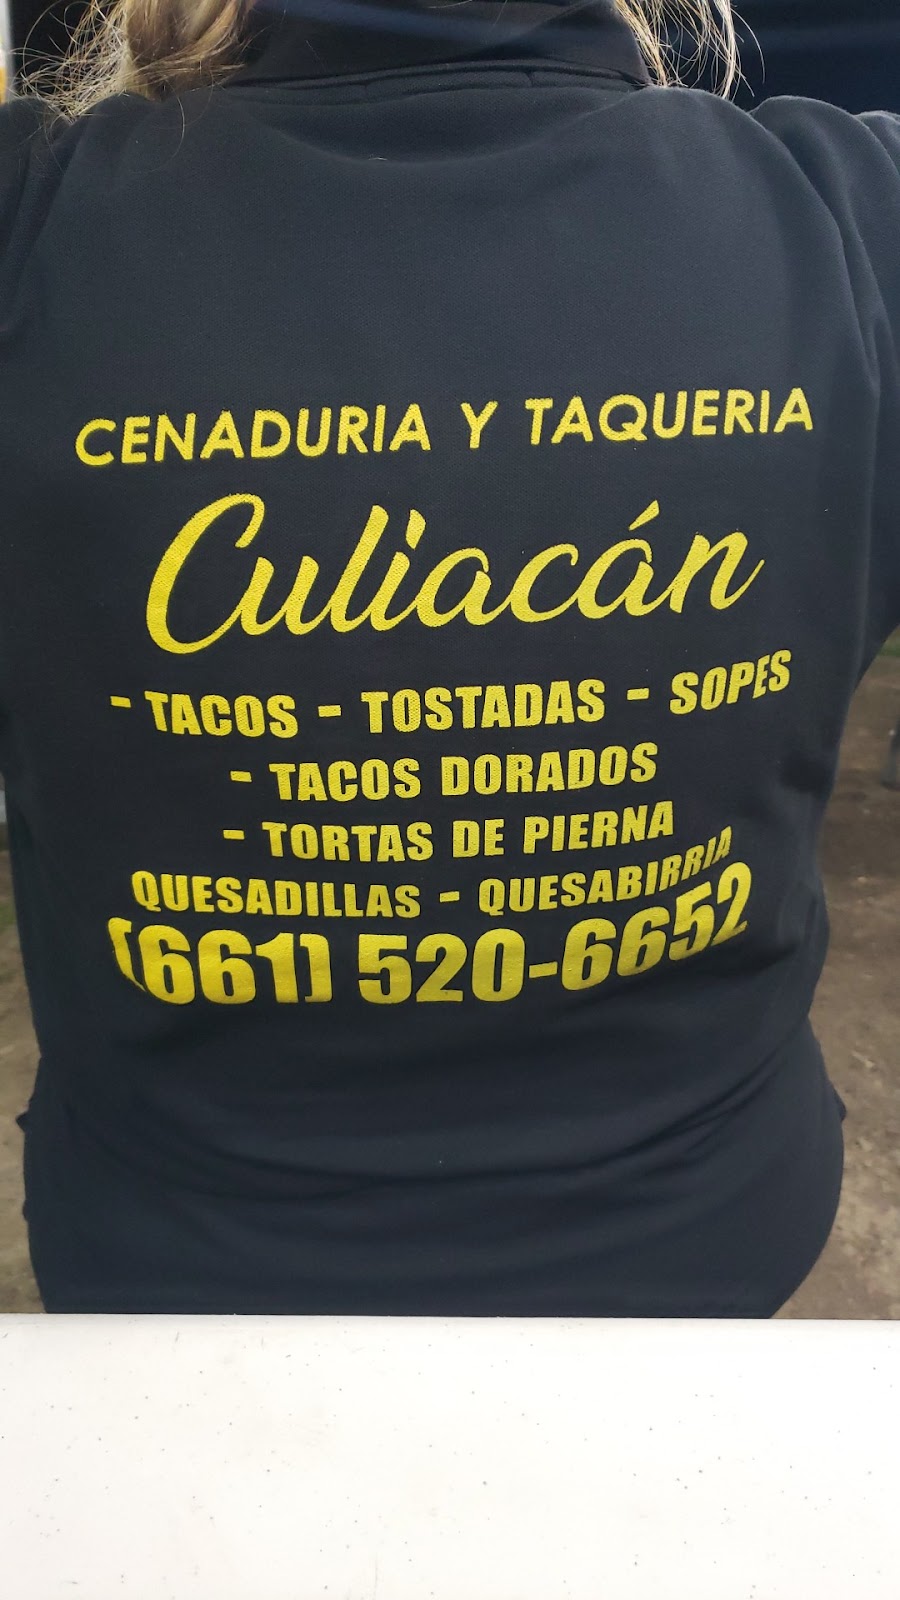 CENADURIA Y TAQUERIA
Culiacán
- TACOS - TOSTADAS - SOPES
- TACOS DORADOS
- TORTAS DE PIERNA
QUESADILLAS - QUESABIRRIA
(661) 520-6652